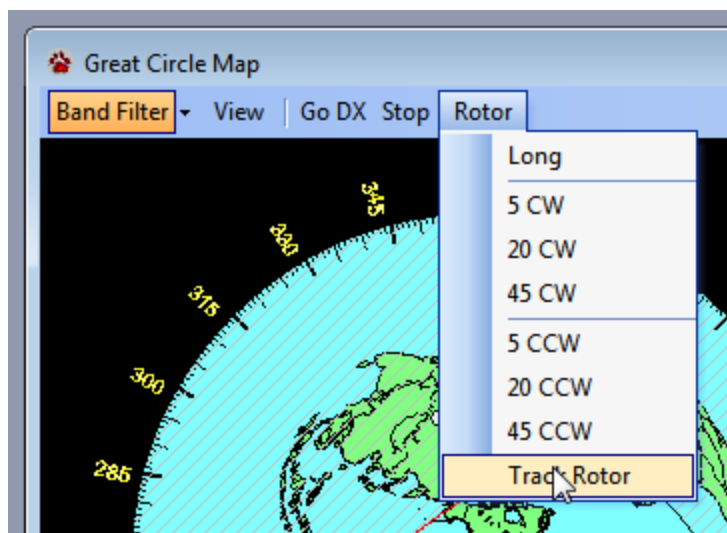 Great Circle Map
Band Filter View Go DX Stop Rotor
Long
5 CW
20 CW
45 CW
5 CCW
20 CCW
45 CCW
Track Rotor
345
330
315
300
285